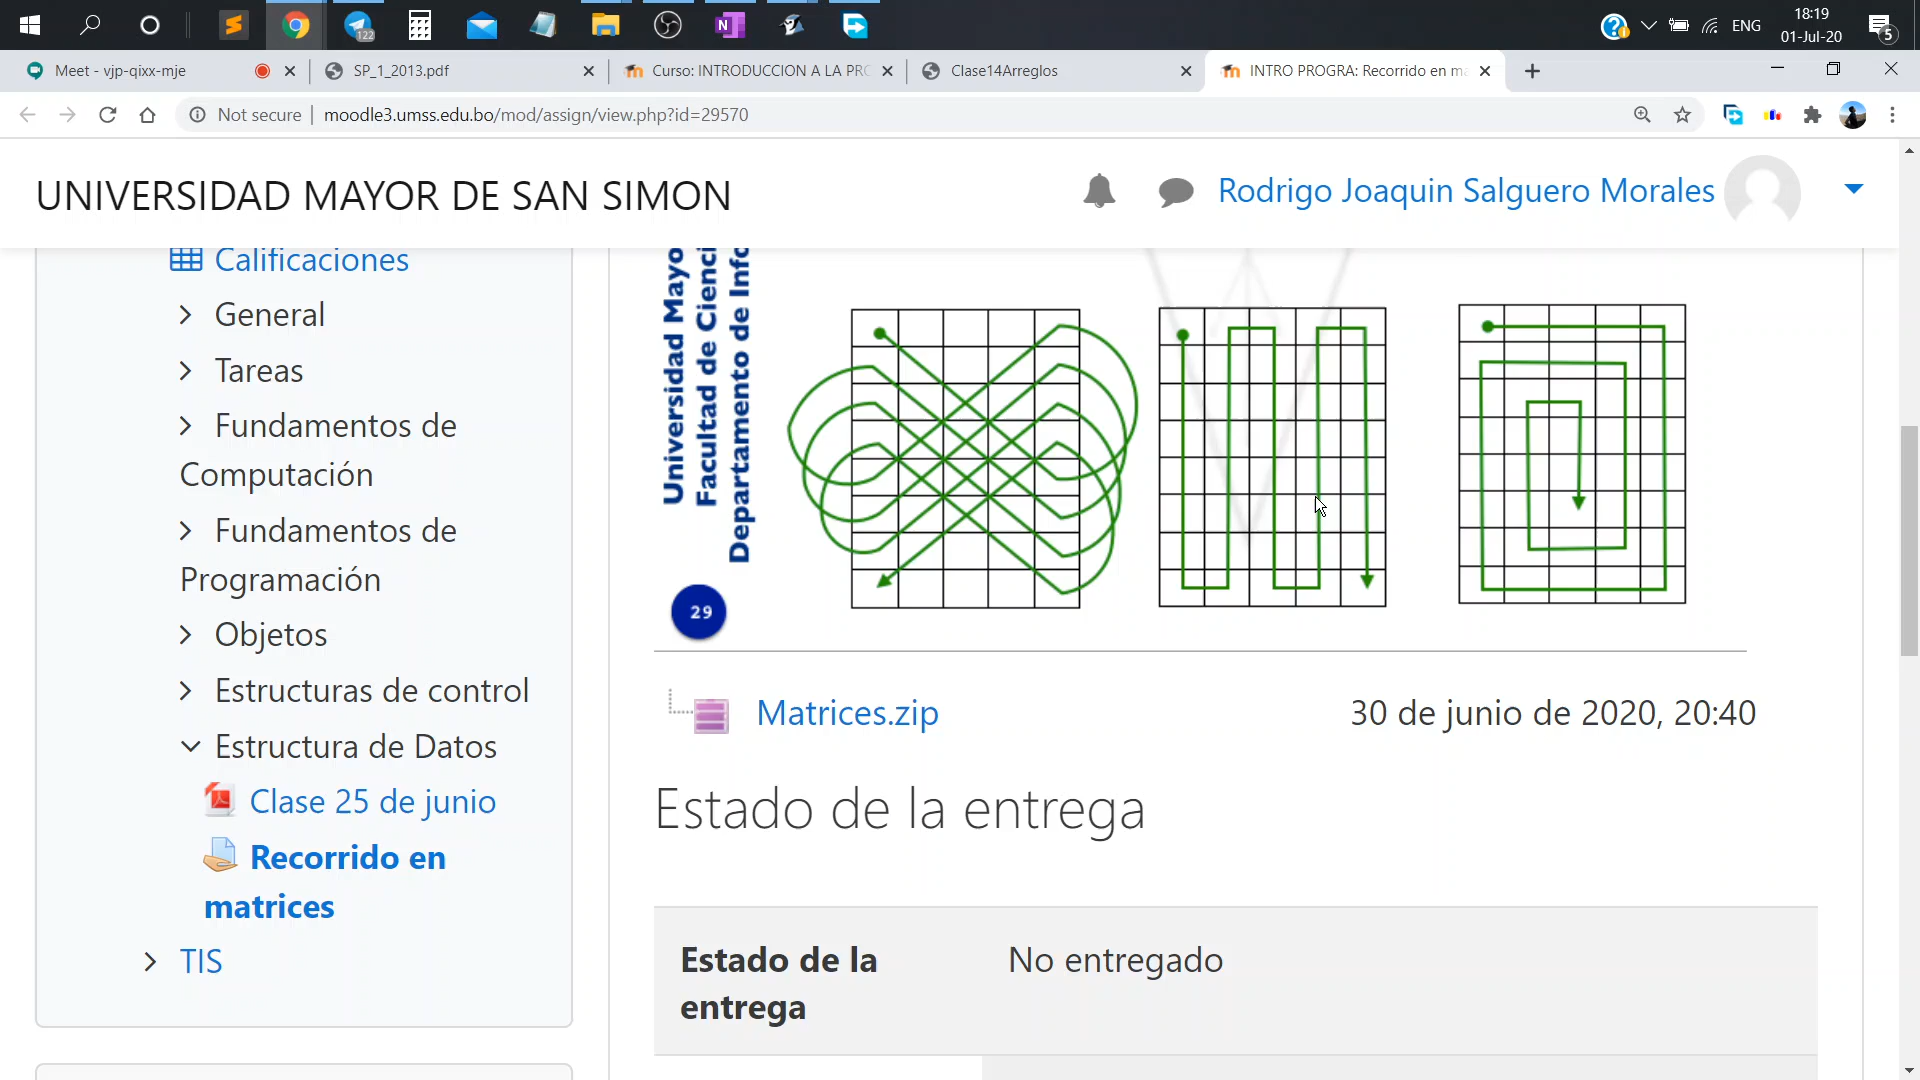 122
ENG
18:19
01-Jul-20
5
Meet - vjp-qixx-mje
SP_1_2013.pdf
Curso: INTRODUCCION A LA PRO
Clase14Arreglos
INTRO PROGRA: Recorrido en ma
Not secure | moodle3.umss.edu.bo/mod/assign/view.php?id=29570
UNIVERSIDAD MAYOR DE SAN SIMON
Rodrigo Joaquin Salguero Morales
Calificaciones
General
Tareas
Fundamentos de
Computación
Fundamentos de
Programación
Objetos
Estructuras de control
Estructura de Datos
Clase 25 de junio
Recorrido en
matrices
TIS
Universidad Mayo
Facultad de Cienci
Departamento de Info
29
Matrices.zip
30 de junio de 2020, 20:40
Estado de la entrega
Estado de la
entrega
No entregado